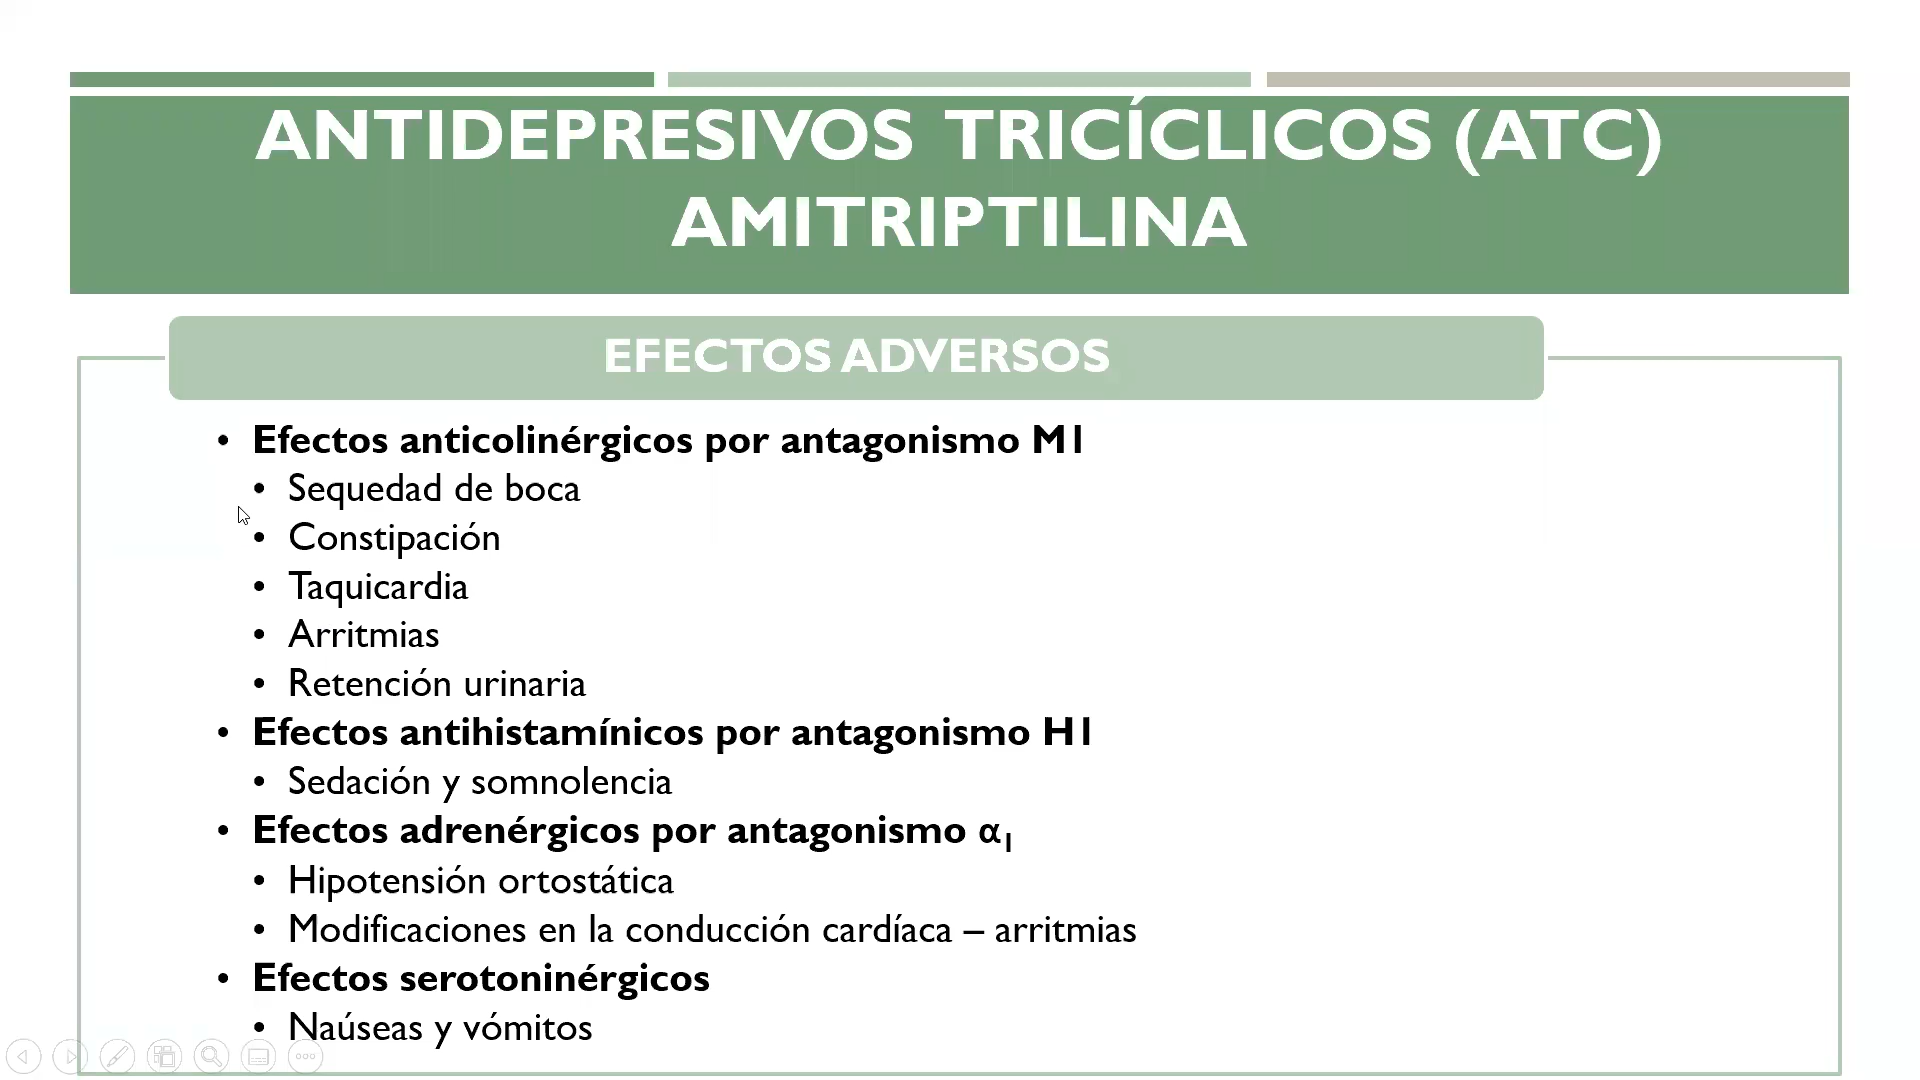 ANTIDEPRESIVOS TRICÍCLICOS (ATC)
AMITRIPTILINA
EFECTOS ADVERSOS
• Efectos anticolinérgicos por antagonismo M1
• Sequedad de boca
• Constipación
• Taquicardia
• Arritmias
• Retención urinaria
• Efectos antihistamínicos por antagonismo H1
• Sedación y somnolencia
• Efectos adrenérgicos por antagonismo α₁
• Hipotensión ortostática
• Modificaciones en la conducción cardíaca – arritmias
• Efectos serotoninérgicos
• Naúseas y vómitos